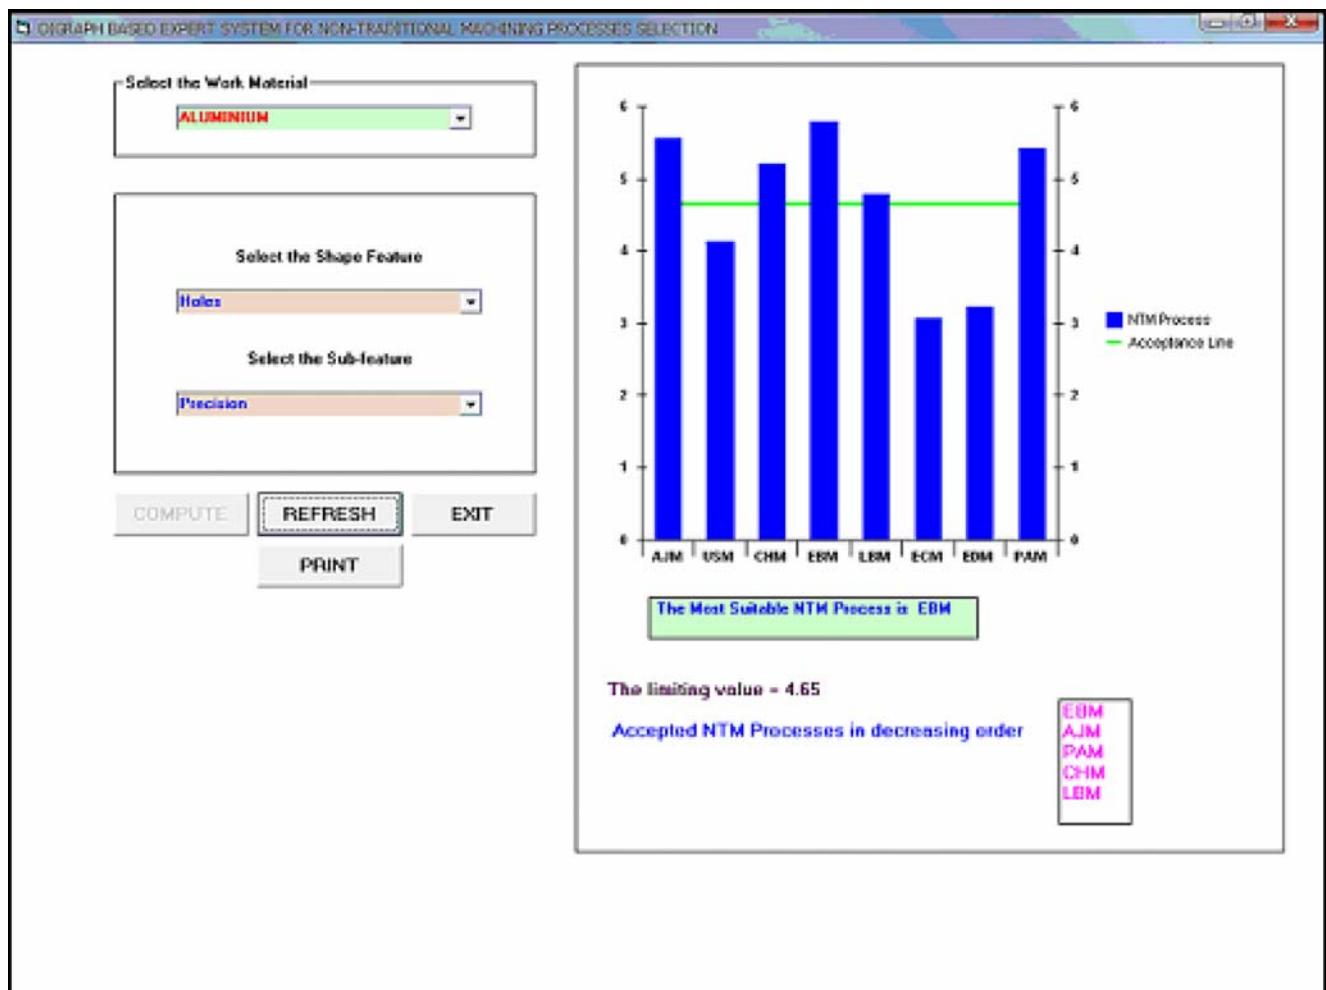 DIGRAPH BASED EXPERT SYSTEM FOR NON-TRADITIONAL MACHINING PROCESSES SELECTION
Select the Work Material
ALUMINIUM
Select the Shape Feature
Holes
Select the Sub-feature
Precision
COMPUTE
REFRESH
EXIT
PRINT
6
5
4
3
2
1
0
6
5
4
3
2
1
0
AJM USM CHM EBM LBM ECM EDM PAM
NTM Process
Acceptance Line
The Most Suitable NTM Process is EBM
The limiting value = 4.65
Accepted NTM Processes in decreasing order
EBM
AJM
PAM
CHM
LBM